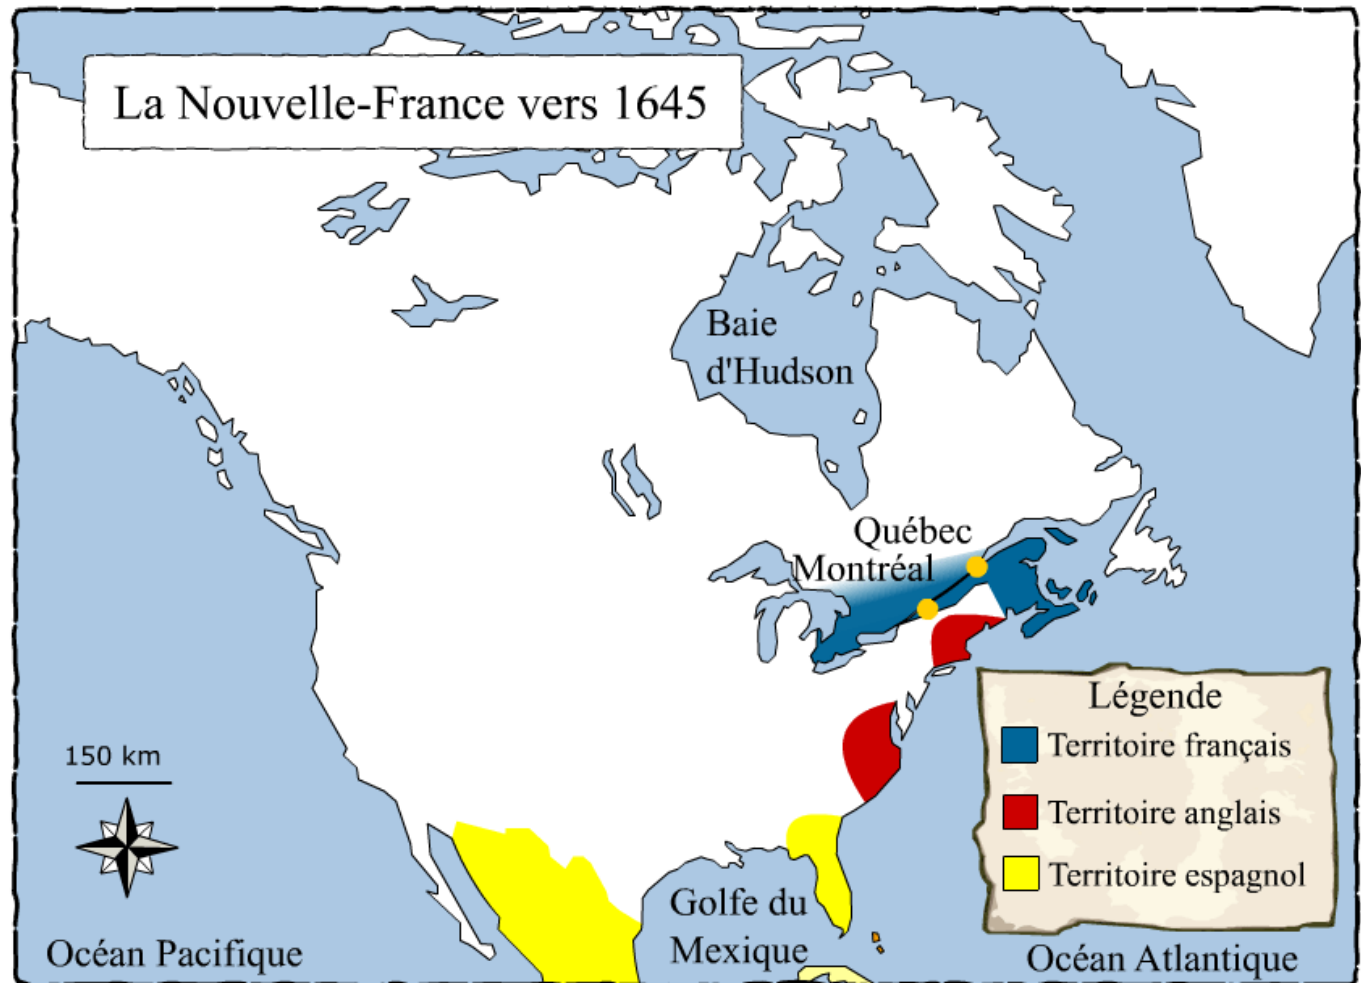 La Nouvelle-France vers 1645
Baie
d'Hudson
Québec
Montréal
Légende
Territoire français
Territoire anglais
Territoire espagnol
150 km
Golfe du
Mexique
Océan Pacifique
Océan Atlantique